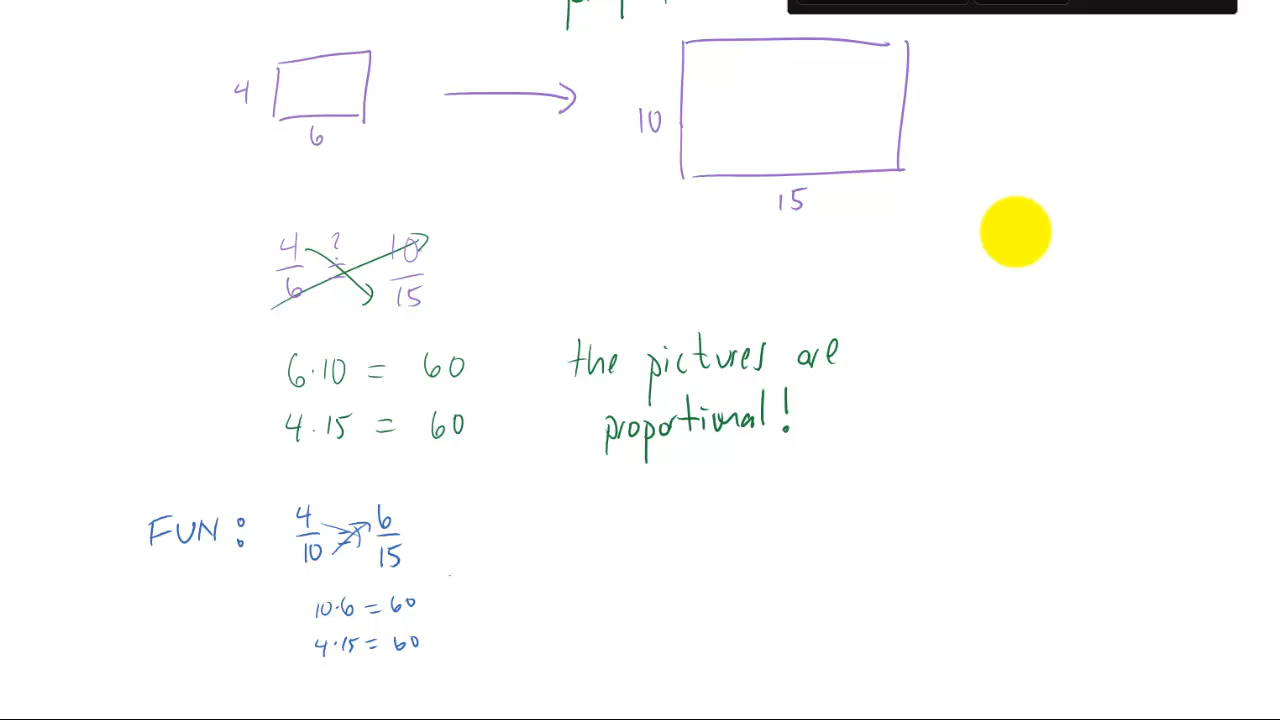 4
6
10
15
4/6 ≟ 10/15
6·10 = 60
4·15 = 60
the pictures are
proportional!
FUN: 4/10 = 6/15
10·6 = 60
4·15 = 60